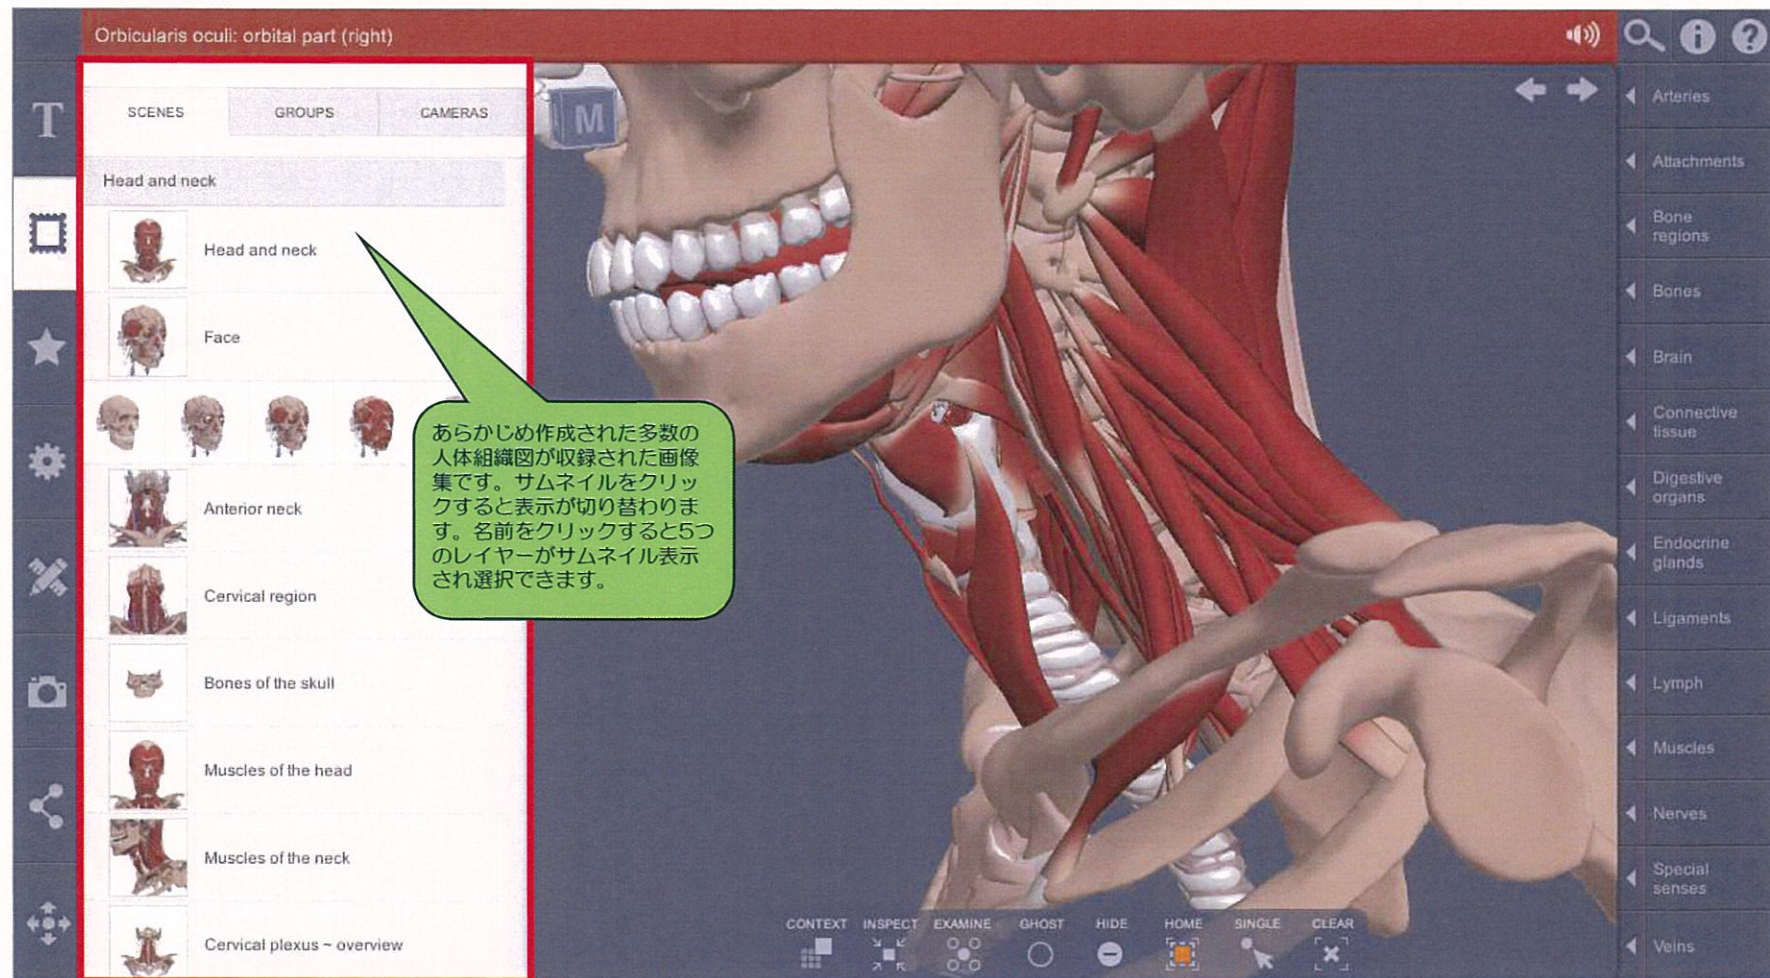 Orbicularis oculi: orbital part (right)
T
SCENES
GROUPS
CAMERAS
Head and neck
Head and neck
Face
Anterior neck
Cervical region
Bones of the skull
Muscles of the head
Muscles of the neck
Cervical plexus ~ overview
あらかじめ作成された多数の
人体組織図が収録された画像
集です。サムネイルをクリッ
クすると表示が切り替わりま
す。名前をクリックすると5つ
のレイヤーがサムネイル表示
され選択できます。
M
CONTEXT
INSPECT
EXAMINE
GHOST
HIDE
HOME
SINGLE
CLEAR
Arteries
Attachments
Bone
regions
Bones
Brain
Connective
tissue
Digestive
organs
Endocrine
glands
Ligaments
Lymph
Muscles
Nerves
Special
senses
Veins